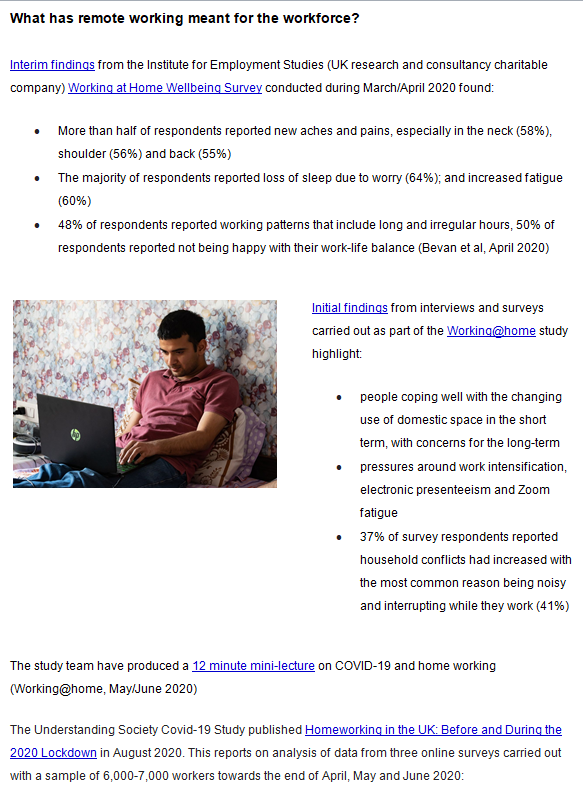 What has remote working meant for the workforce?
Interim findings from the Institute for Employment Studies (UK research and consultancy charitable
company) Working at Home Wellbeing Survey conducted during March/April 2020 found:
• More than half of respondents reported new aches and pains, especially in the neck (58%),
shoulder (56%) and back (55%)
• The majority of respondents reported loss of sleep due to worry (64%); and increased fatigue
(60%)
• 48% of respondents reported working patterns that include long and irregular hours, 50% of
respondents reported not being happy with their work-life balance (Bevan et al, April 2020)
hp
Initial findings from interviews and surveys
carried out as part of the Working@home study
highlight:
• people coping well with the changing
use of domestic space in the short
term, with concerns for the long-term
• pressures around work intensification,
electronic presenteeism and Zoom
fatigue
• 37% of survey respondents reported
household conflicts had increased with
the most common reason being noisy
and interrupting while they work (41%)
The study team have produced a 12 minute mini-lecture on COVID-19 and home working
(Working@home, May/June 2020)
The Understanding Society Covid-19 Study published Homeworking in the UK: Before and During the
2020 Lockdown in August 2020. This reports on analysis of data from three online surveys carried out
with a sample of 6,000-7,000 workers towards the end of April, May and June 2020: